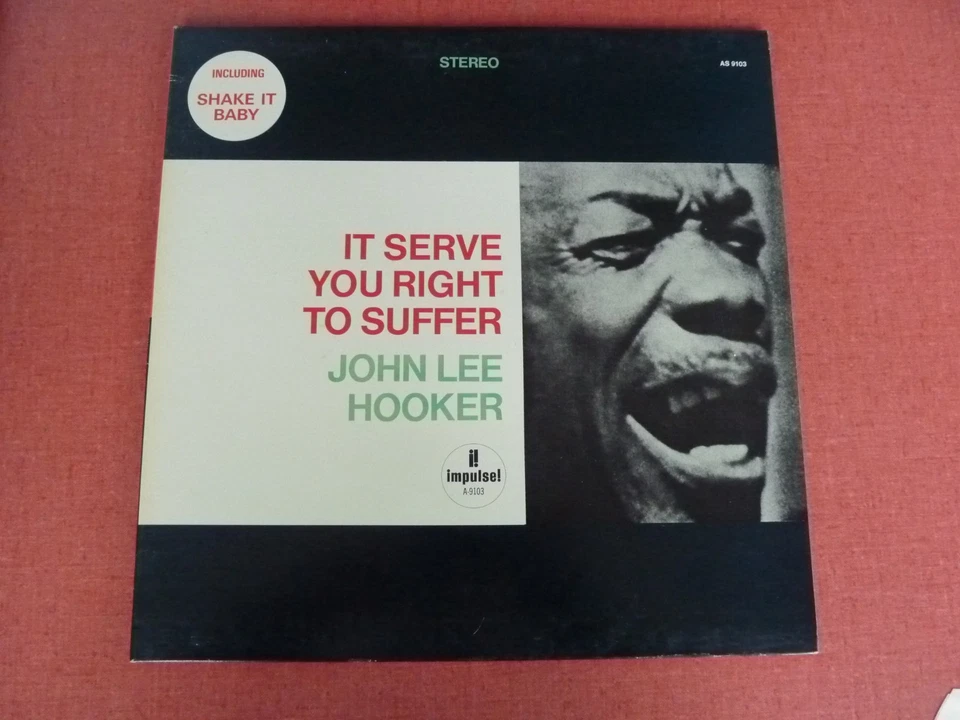 INCLUDING
SHAKE IT
BABY
STEREO
AS 9103
IT SERVE
YOU RIGHT
TO SUFFER
JOHN LEE
HOOKER
i!
impulse!
A-9103